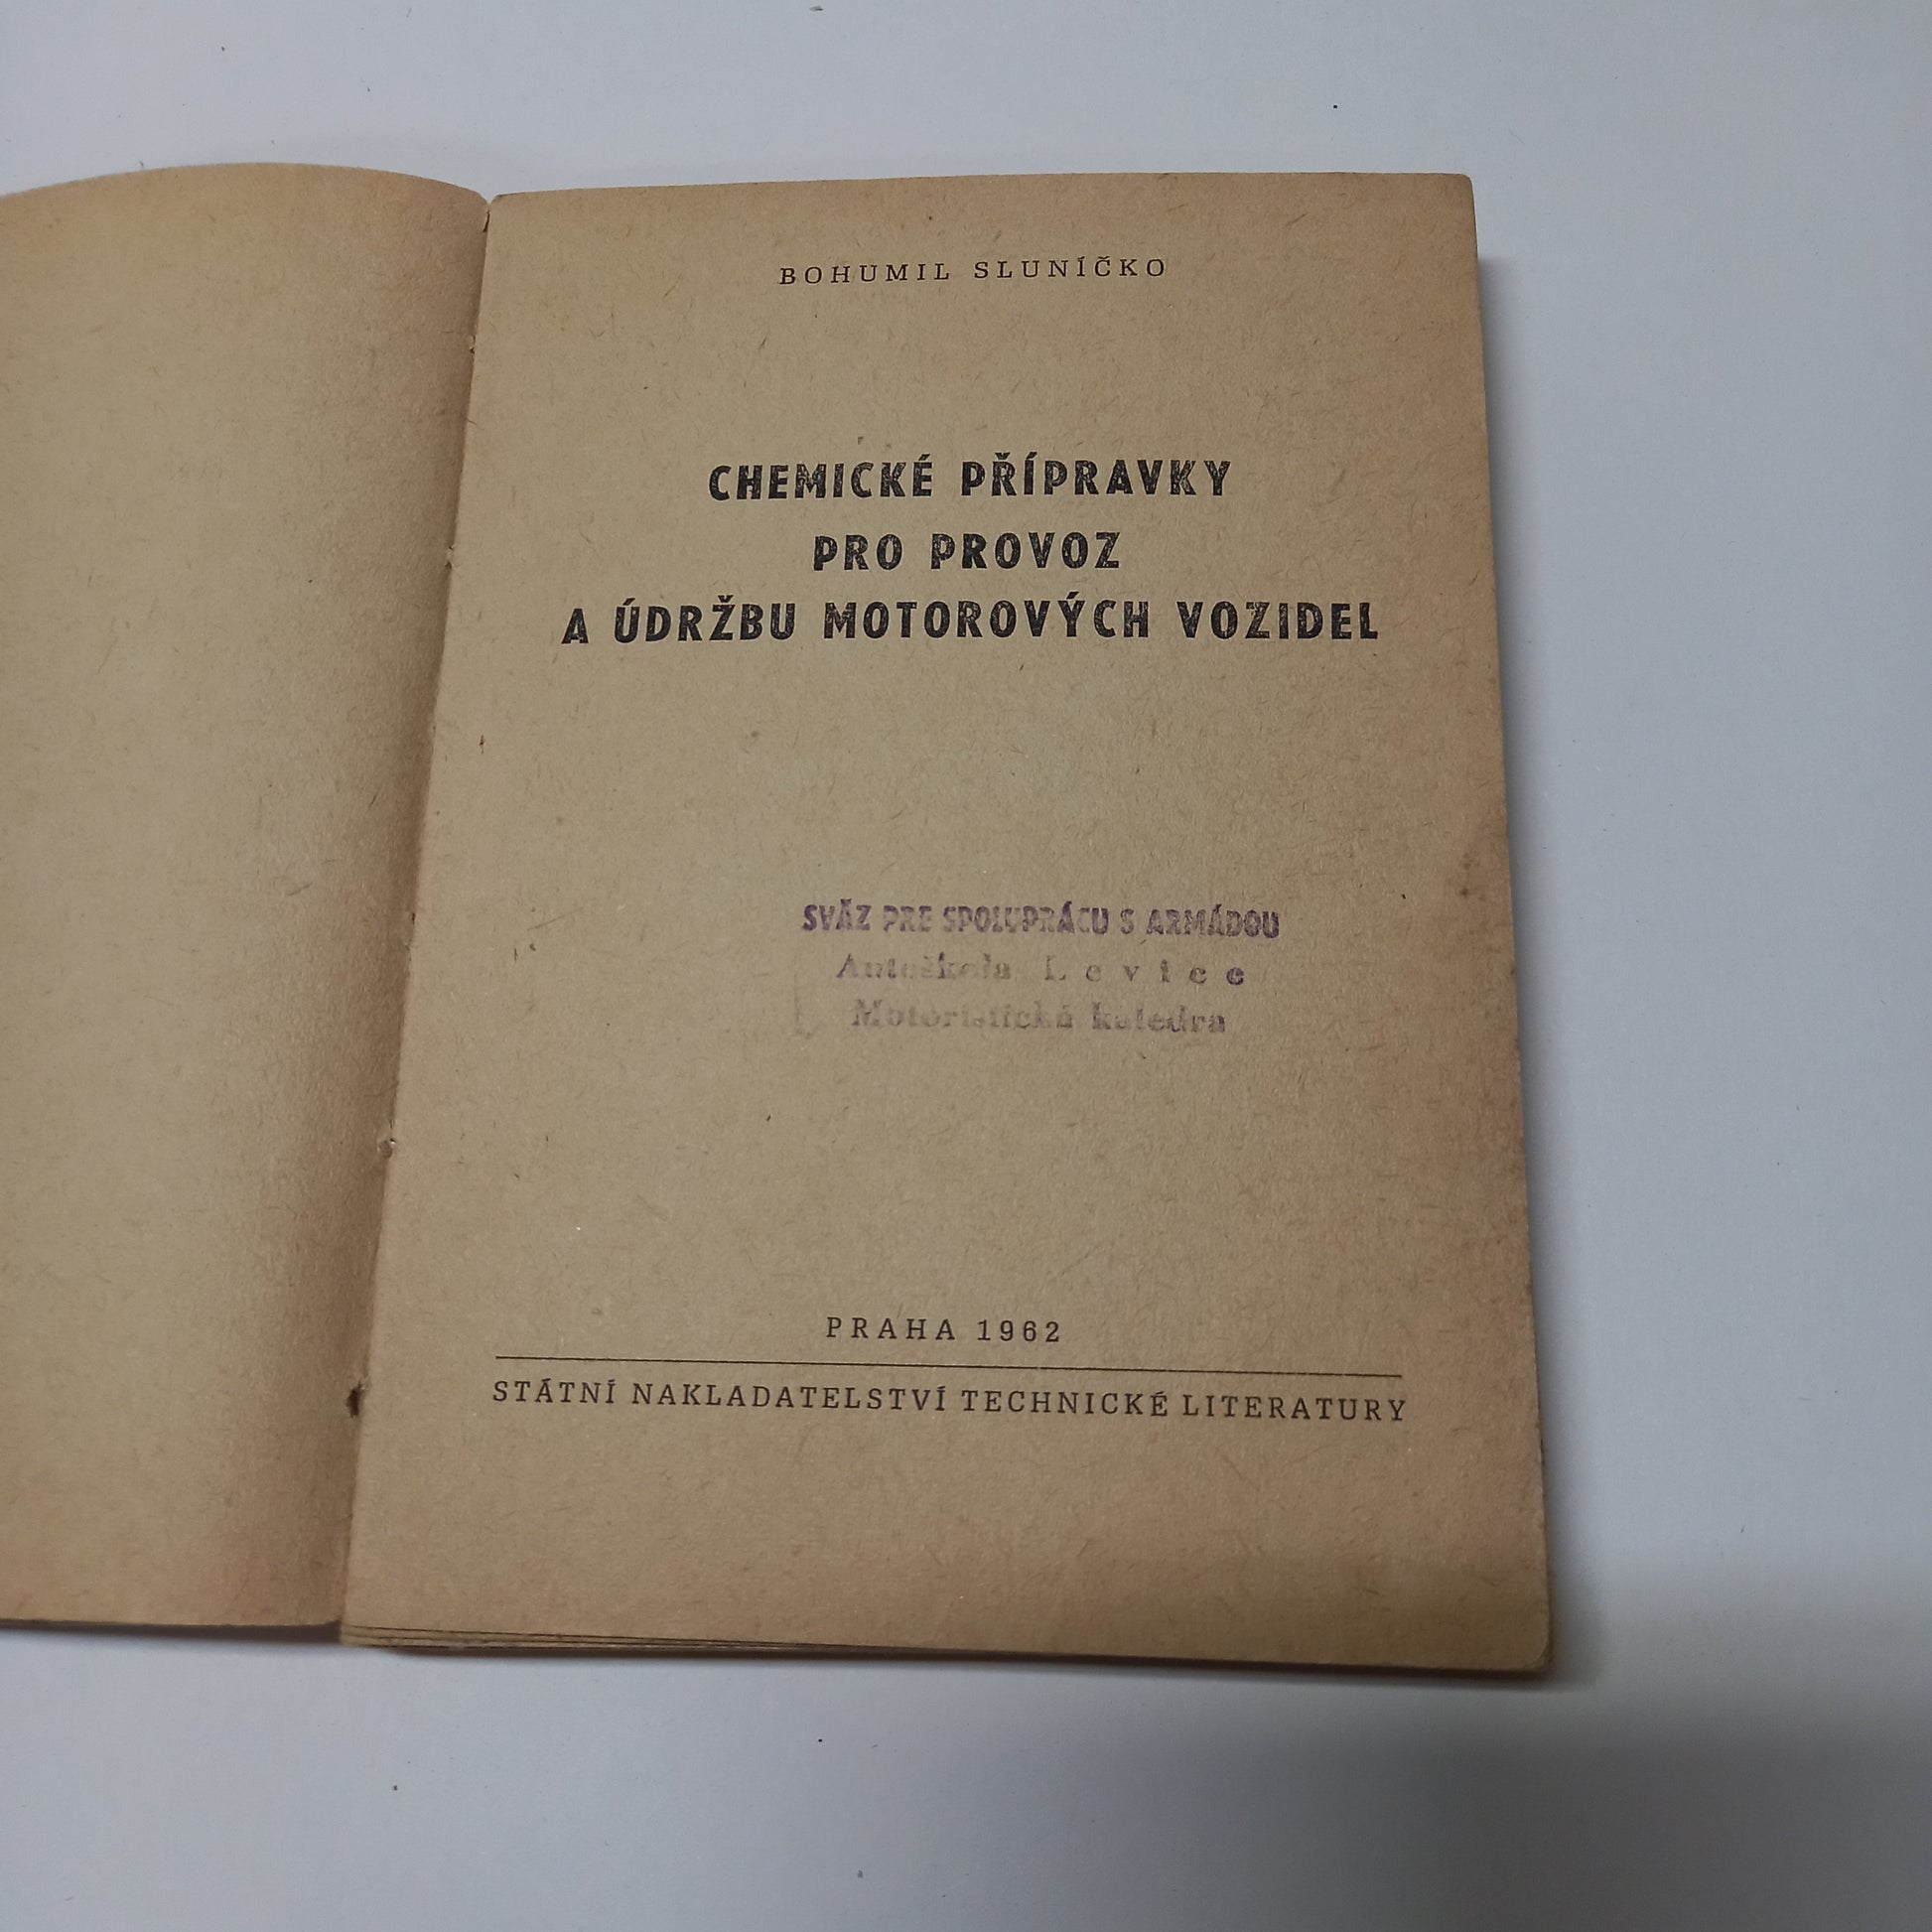 BOHUMIL SLUNÍČKO
CHEMICKÉ PŘÍPRAVKY
PRO PROVOZ
A ÚDRŽBU MOTOROVÝCH VOZIDEL
SVÄZ PRE SPOLUPRÁCU S ARMÁDOU
Autoškola Levice
Motoristická katedra
PRAHA 1962
STÁTNÍ NAKLADATELSTVÍ TECHNICKÉ LITERATURY